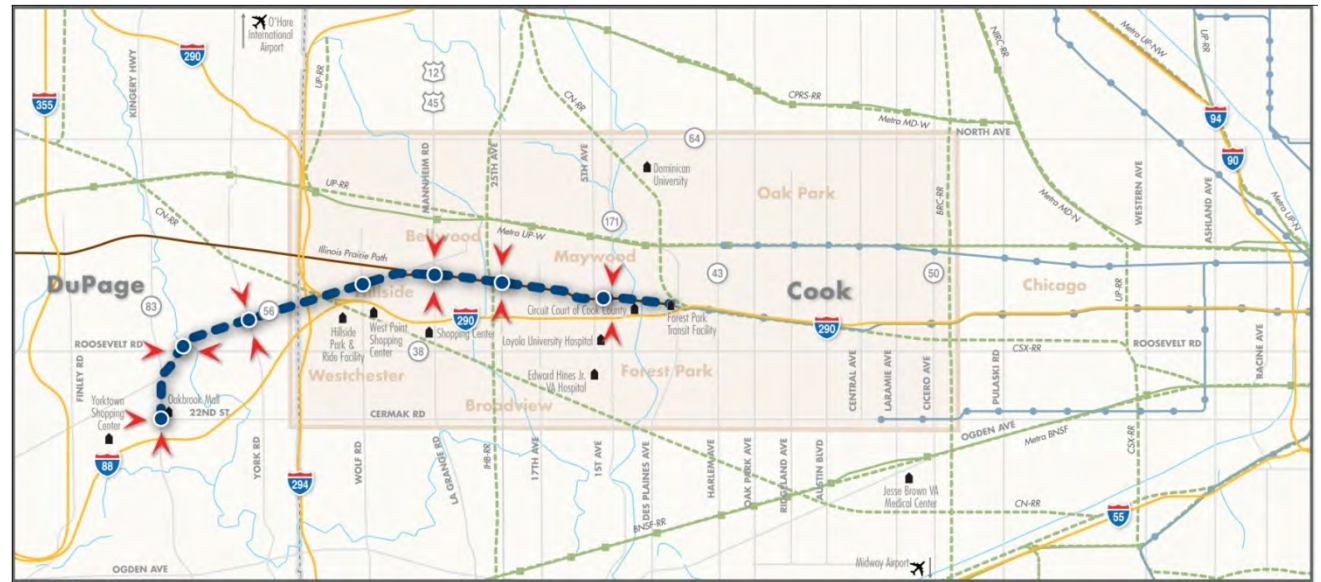 O'Hare
International
Airport
290
355
KINGERY HWY
UP-RR
12
45
CN-RR
CPRS-RR
Metra MD-W
NIRC-RR
Metra UP-NW
UP-RR
94
90
NORTH AVE
64
Dominican
University
MANNHEIM RD
25TH AVE
5TH AVE
Oak Park
BRC-RR
Metra MD-N
WESTERN AVE
ASHLAND AVE
Metra UP-N
CN-RR
UP-RR
Metra UP-W
171
Bellwood
Maywood
Illinois Prairie Path
43
50
DuPage
83
56
Hillside
Cook
Chicago
UP-RR
290
Circuit Court of Cook County
Forest Park
Transit Facility
290
Hillside
Park &
Ride Facility
West Point
Shopping
Center
Shopping Center
38
Loyola University Hospital
ROOSEVELT RD
CSX-RR
ROOSEVELT RD
FINLEY RD
Westchester
Edward Hines Jr.
VA Hospital
Forest Park
CENTRAL AVE
LARAMIE AVE
CICERO AVE
PULASKI RD
RACINE AVE
Yorktown
Shopping
Center
Oakbrook Mall
22ND ST
CERMAK RD
Broadview
OGDEN AVE
Metra BNSF
88
YORK RD
294
WOLF RD
LA GRANGE RD
IHB-RR
17TH AVE
1ST AVE
DES PLAINES AVE
HARLEM AVE
OAK PARK AVE
RIDGELAND AVE
AUSTIN BLVD
CSX-RR
Jesse Brown VA
Medical Center
CN-RR
55
BNSF-RR
Midway Airport
OGDEN AVE